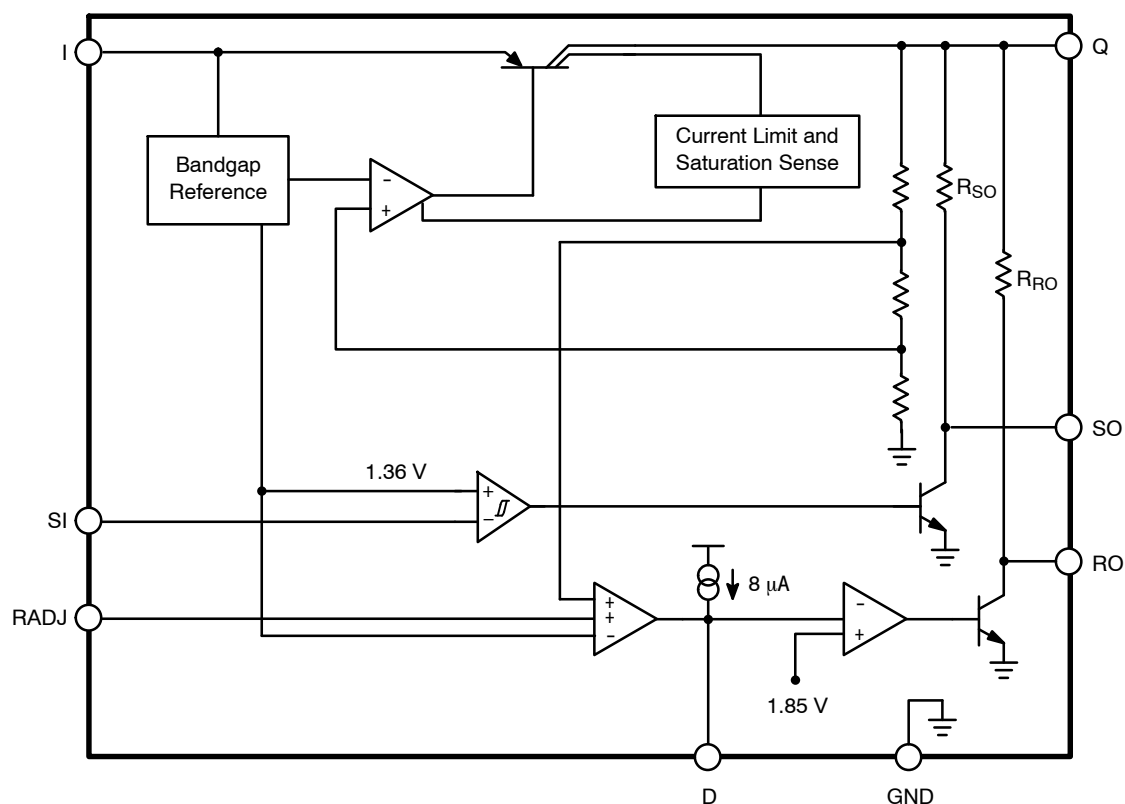 I
Q
Bandgap
Reference
Current Limit and
Saturation Sense
-
+
RSO
RRO
SO
1.36 V
+
−
SI
RO
8 μA
RADJ
+
+
−
-
+
1.85 V
D
GND